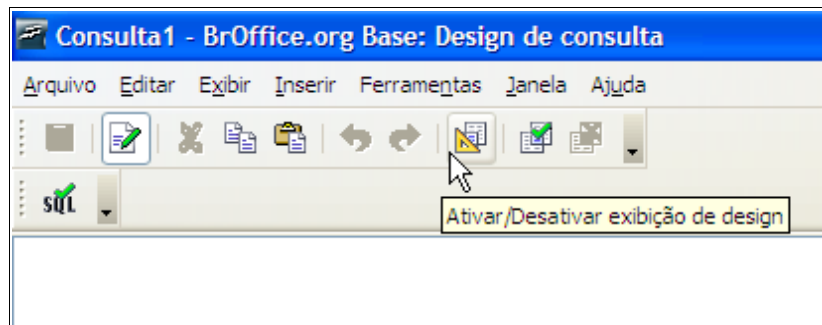 Consulta1 - BrOffice.org Base: Design de consulta
Arquivo Editar Exibir Inserir Ferramentas Janela Ajuda
SQL
Ativar/Desativar exibição de design